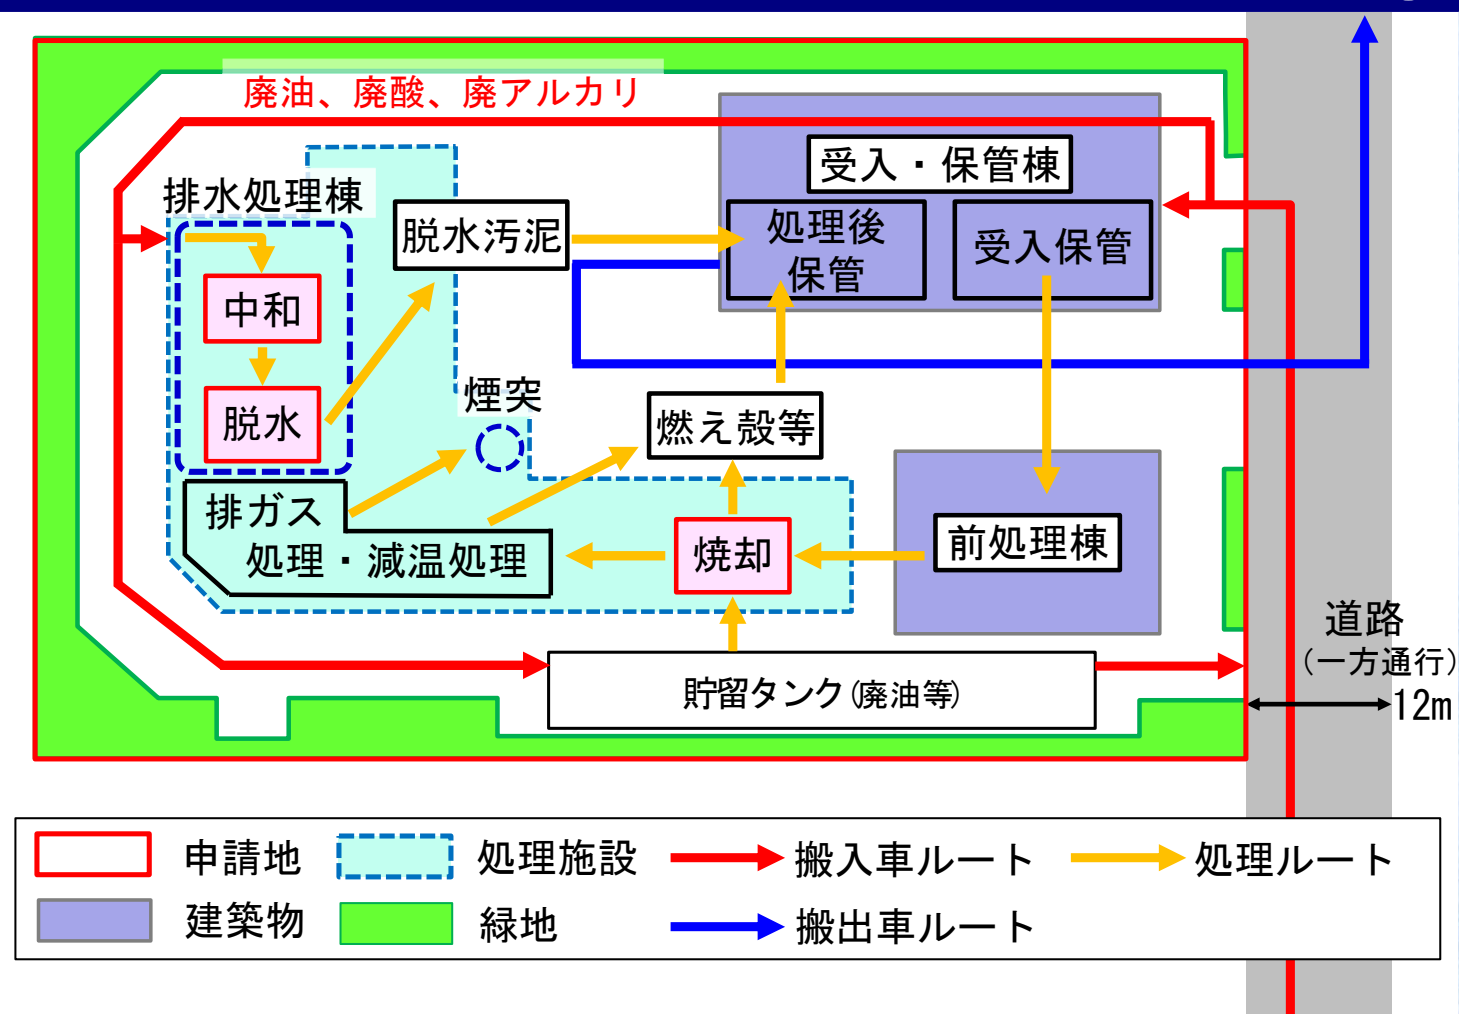 廃油、廃酸、廃アルカリ
受入・保管棟
排水処理棟
脱水汚泥
処理後
保管
受入保管
中和
脱水
煙突
燃え殻等
排ガス
処理・減温処理
焼却
前処理棟
貯留タンク(廃油等)
道路
(一方通行)
12m
申請地
処理施設
搬入車ルート
処理ルート
建築物
緑地
搬出車ルート